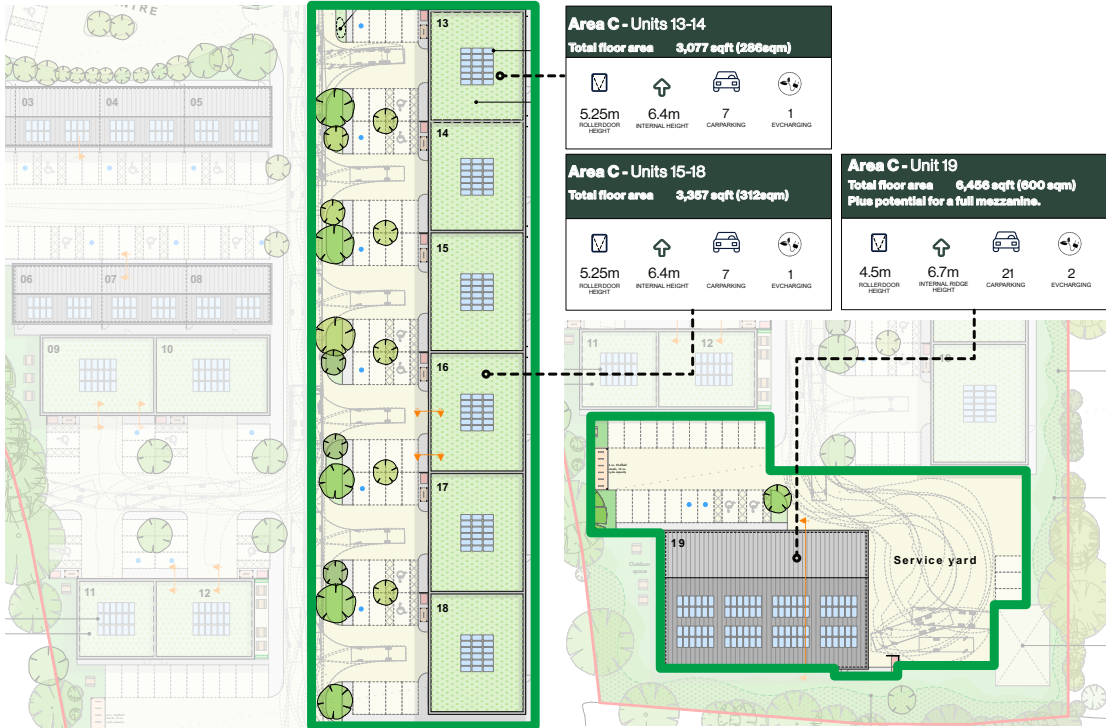 NTRE
03
04
05
06
07
08
09
10
11
12
13
14
15
16
17
18
Area C - Units 13-14
Total floor area 3,077 sqft (286sqm)
5.25m
ROLLERDOOR
HEIGHT
6.4m
INTERNAL HEIGHT
7
CARPARKING
1
EVCHARGING
Area C - Units 15-18
Total floor area 3,357 sqft (312sqm)
5.25m
ROLLERDOOR
HEIGHT
6.4m
INTERNAL HEIGHT
7
CARPARKING
1
EVCHARGING
Area C - Unit 19
Total floor area 6,456 sqft (600 sqm)
Plus potential for a full mezzanine.
4.5m
ROLLERDOOR
HEIGHT
6.7m
INTERNAL RIDGE
HEIGHT
21
CARPARKING
2
EVCHARGING
11
12
19
Service yard
Outdoor
space